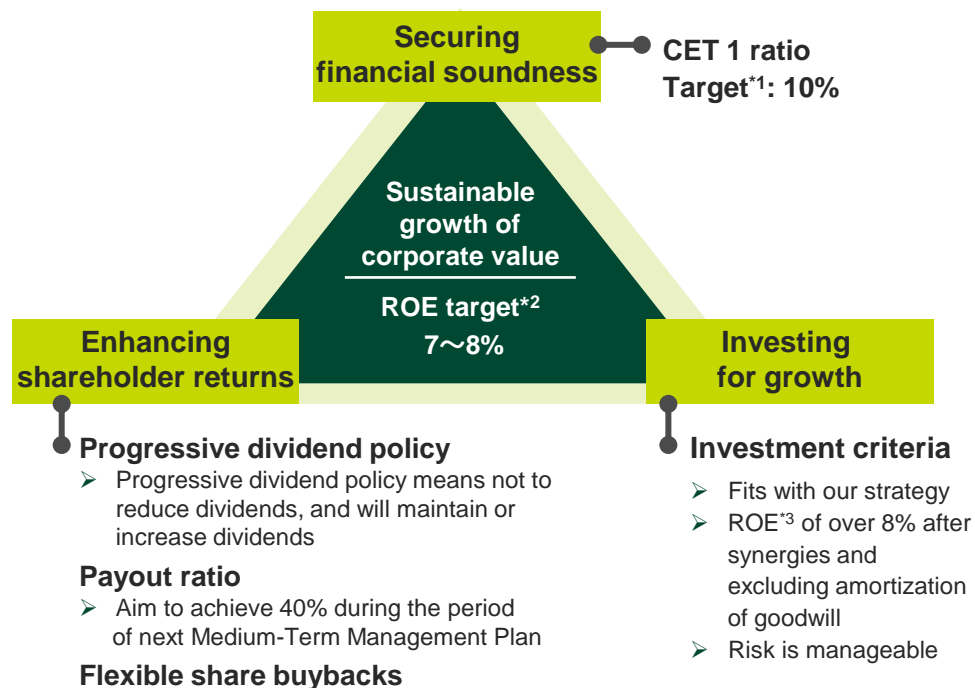 Securing
financial soundness
CET 1 ratio
Target*1: 10%
Sustainable
growth of
corporate value
ROE target*2
7～8%
Enhancing
shareholder returns
Investing
for growth
Progressive dividend policy
➢ Progressive dividend policy means not to
reduce dividends, and will maintain or
increase dividends
Payout ratio
➢ Aim to achieve 40% during the period
of next Medium-Term Management Plan
Flexible share buybacks
Investment criteria
➢ Fits with our strategy
➢ ROE*3 of over 8% after
synergies and
excluding amortization
of goodwill
➢ Risk is manageable